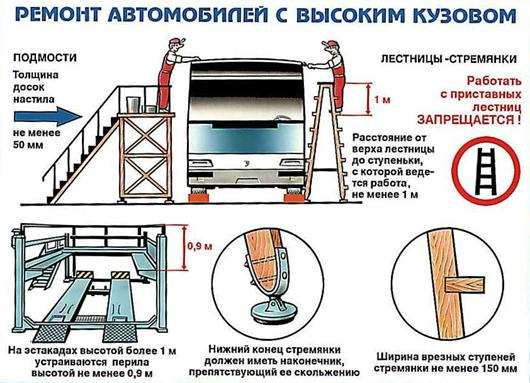 РЕМОНТ АВТОМОБИЛЕЙ С ВЫСОКИМ КУЗОВОМ
ПОДМОСТИ
Толщина
досок
настила
не менее
50 мм
1 м
ЛЕСТНИЦЫ-СТРЕМЯНКИ
Работать
с приставных
лестниц
ЗАПРЕЩАЕТСЯ !
Расстояние от
верха лестницы
до ступеньки,
с которой ведет-
ся работа,
не менее 1 м
0,9 м
На эстакадах высотой более 1 м
устраиваются перила
высотой не менее 0,9 м
Нижний конец стремянки
должен иметь наконечник,
препятствующий ее скольжению
Ширина врезных ступеней
стремянки не менее 150 мм